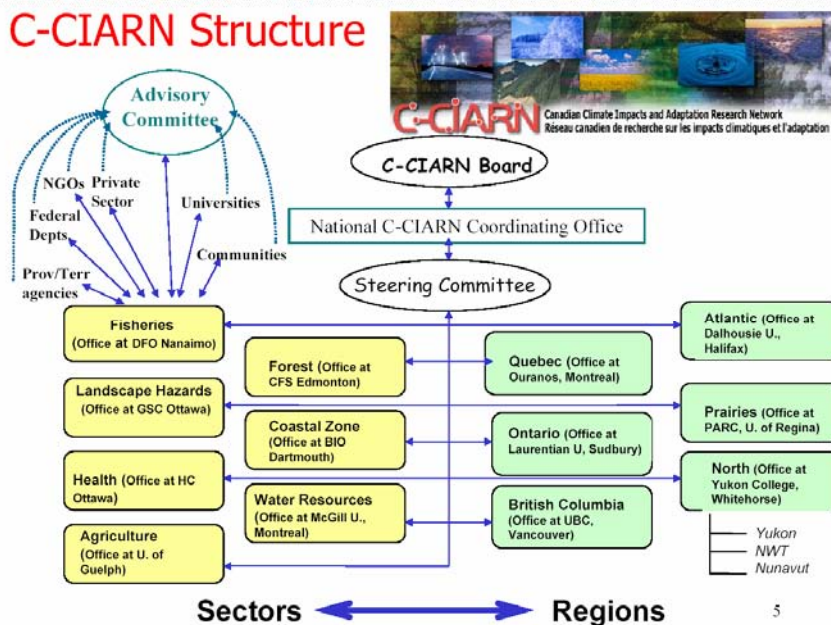 C-CIARN Structure
C-CIARN
Canadian Climate Impacts and Adaptation Research Network
Réseau canadien de recherche sur les impacts climatiques et l'adaptation
Advisory
Committee
NGOs
Private
Sector
Federal
Depts
Prov/Terr
agencies
Universities
Communities
C-CIARN Board
National C-CIARN Coordinating Office
Steering Committee
Fisheries
(Office at DFO Nanaimo)
Landscape Hazards
(Office at GSC Ottawa)
Health (Office at HC
Ottawa)
Agriculture
(Office at U. of
Guelph)
Forest (Office at
CFS Edmonton)
Coastal Zone
(Office at BIO
Dartmouth)
Water Resources
(Office at McGill U.,
Montreal)
Quebec (Office at
Ouranos, Montreal)
Ontario (Office at
Laurentian U, Sudbury)
British Columbia
(Office at UBC,
Vancouver)
Atlantic (Office at
Dalhousie U.,
Halifax)
Prairies (Office at
PARC, U. of Regina)
North (Office at
Yukon College,
Whitehorse)
Yukon
NWT
Nunavut
Sectors
Regions
5